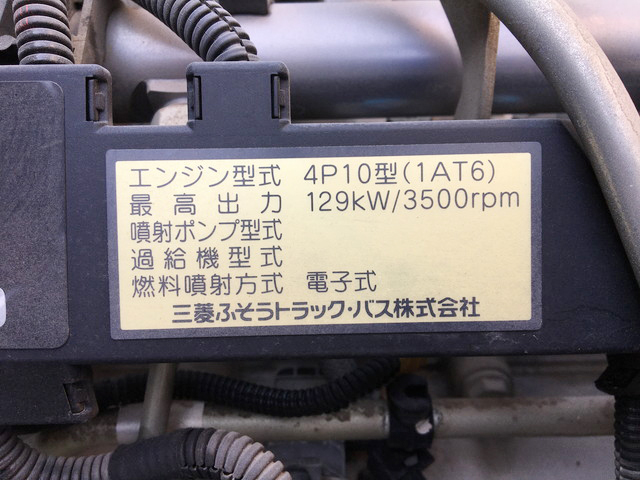 エンジン型式 4P10型(1AT6)
最高出力 129kW/3500rpm
噴射ポンプ型式
過給機型式
燃料噴射方式 電子式
三菱ふそうトラック・バス株式会社